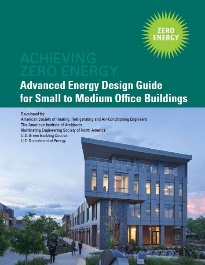 ZERO
ENERGY
ACHIEVING
ZERO ENERGY
Advanced Energy Design Guide
for Small to Medium Office Buildings
Developed by:
American Society of Heating, Refrigerating and Air-Conditioning Engineers
The American Institute of Architects
Illuminating Engineering Society of North America
U.S. Green Building Council
U.S. Department of Energy